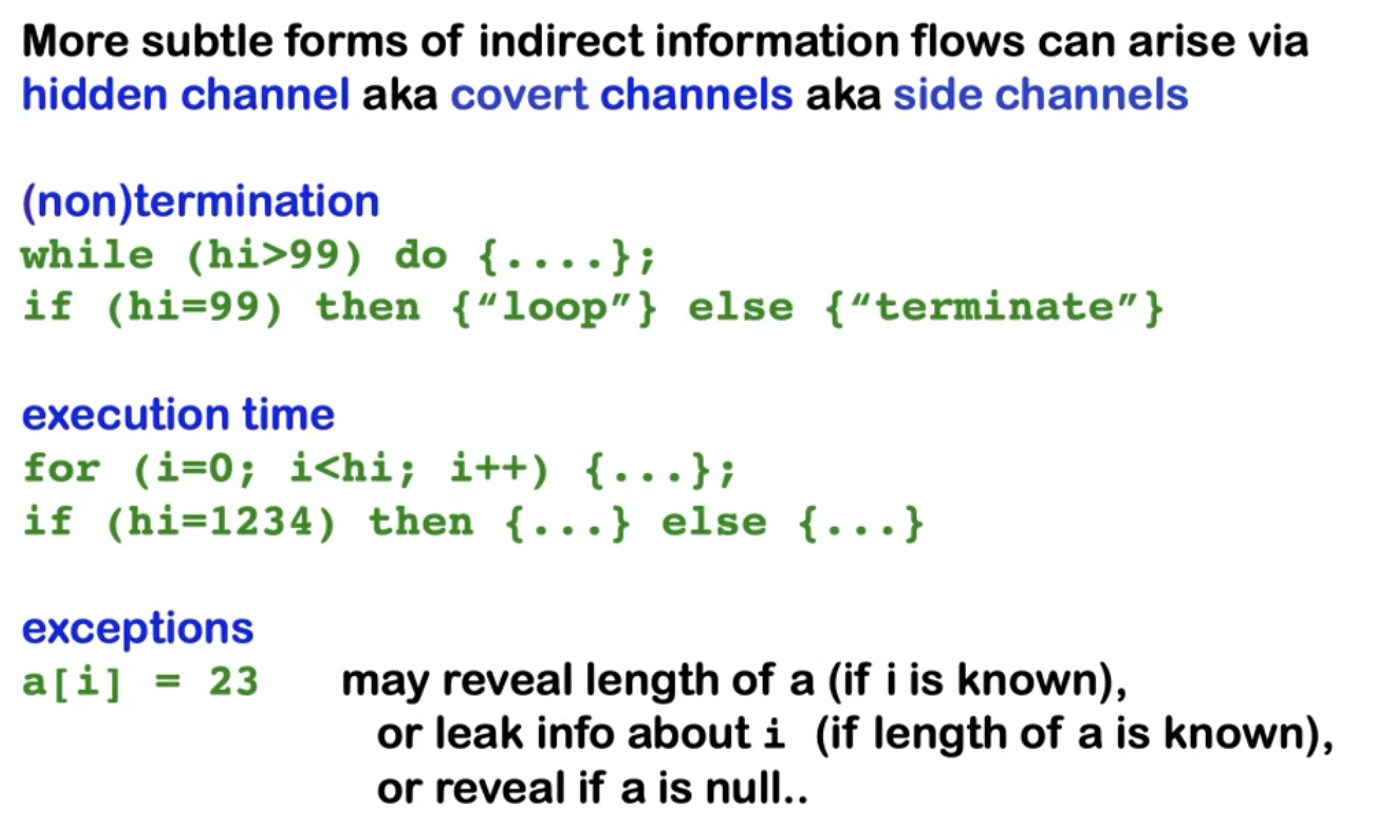 More subtle forms of indirect information flows can arise via
hidden channel aka covert channels aka side channels
(non)termination
while (hi>99) do {....};
if (hi=99) then {“loop”} else {“terminate”}
execution time
for (i=0; i<hi; i++) {...};
if (hi=1234) then {...} else {...}
exceptions
a[i] = 23 may reveal length of a (if i is known),
or leak info about i (if length of a is known),
or reveal if a is null..